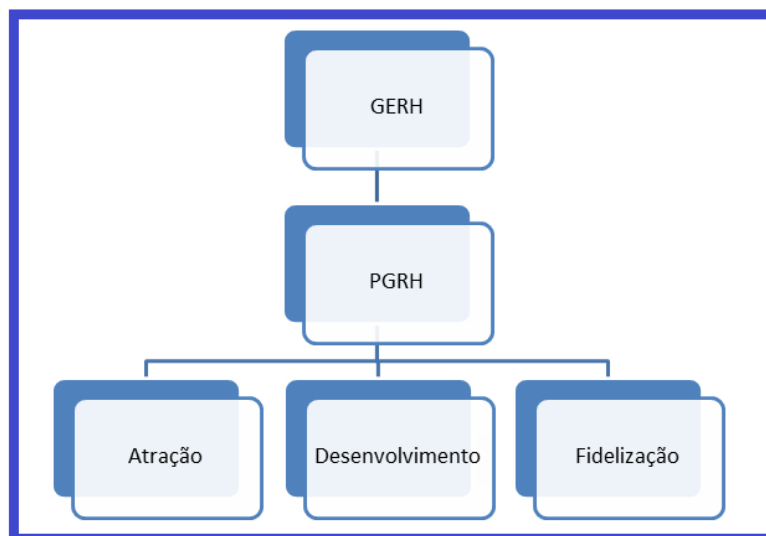 GERH
PGRH
Atração
Desenvolvimento
Fidelização